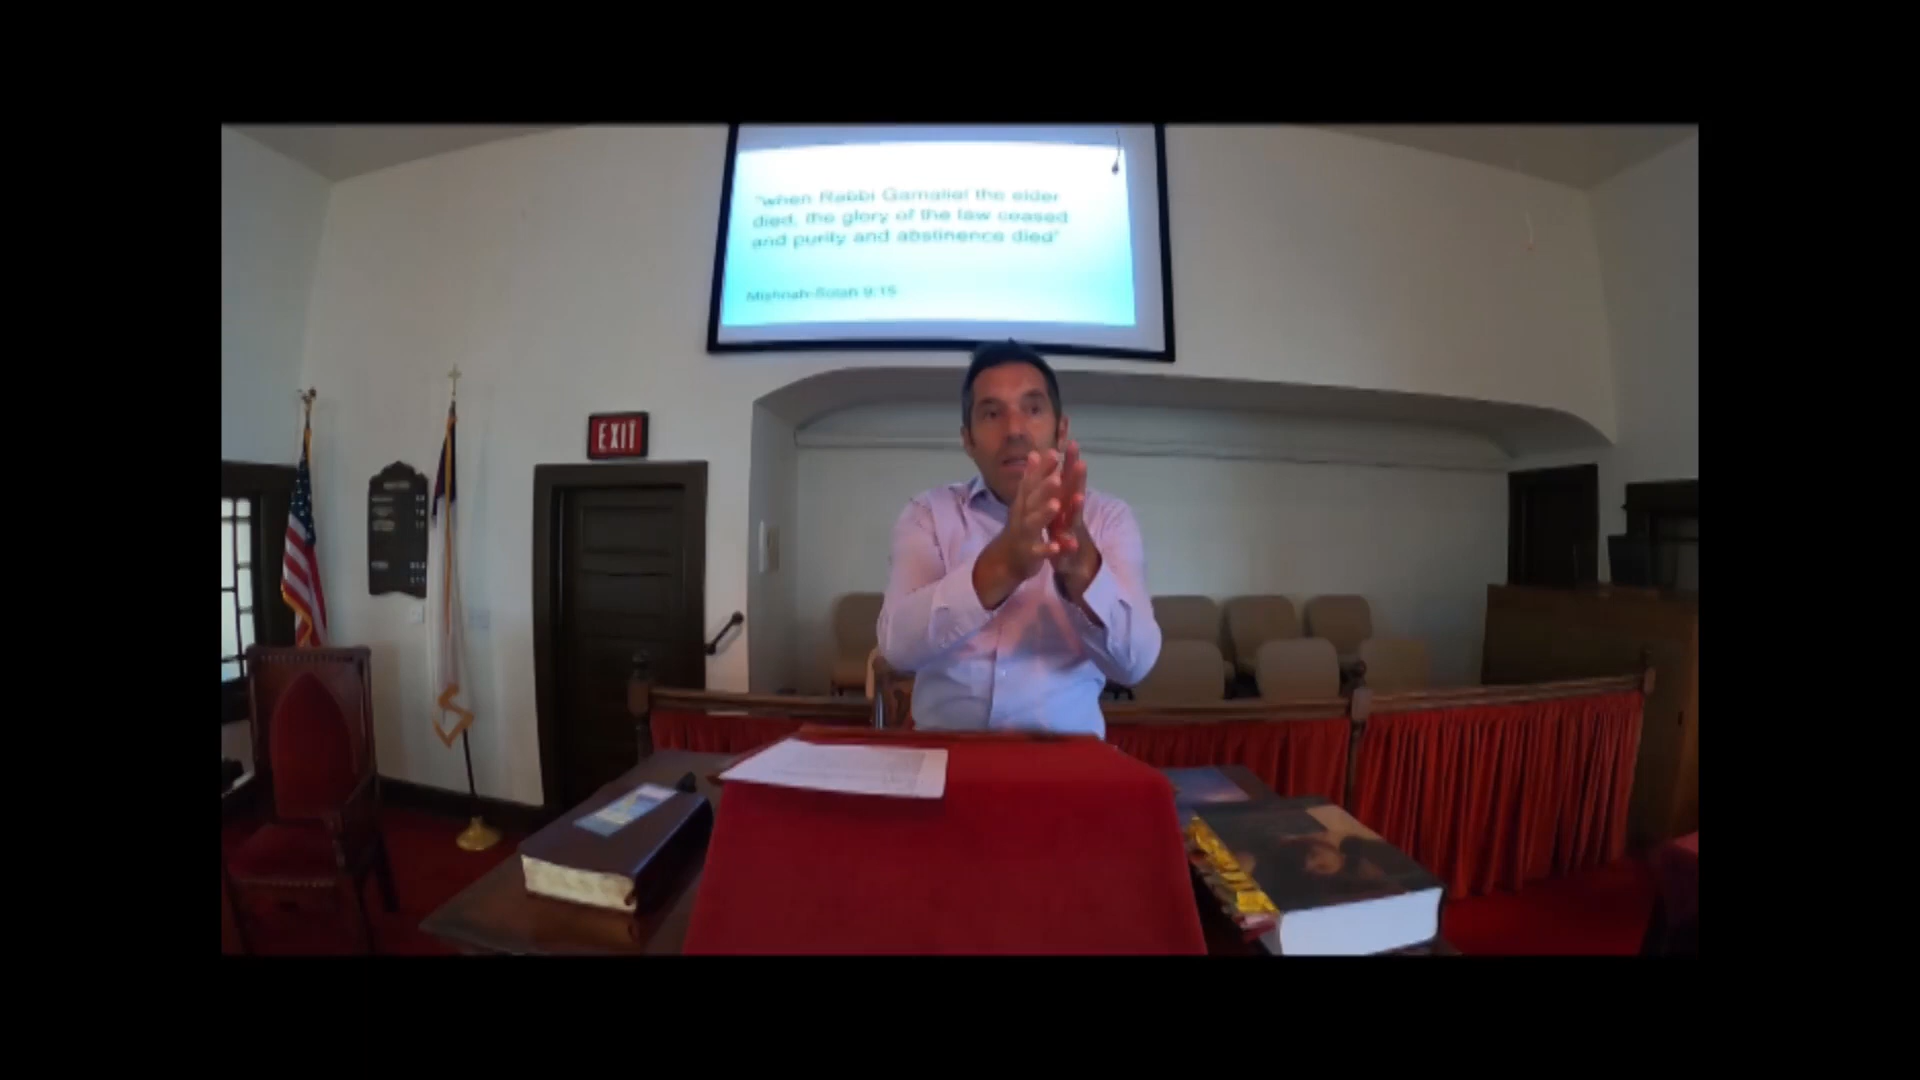 "when Rabbi Gamaliel the elder
died, the glory of the law ceased
and purity and abstinence died"
Mishnah-Sotah 9:15
EXIT